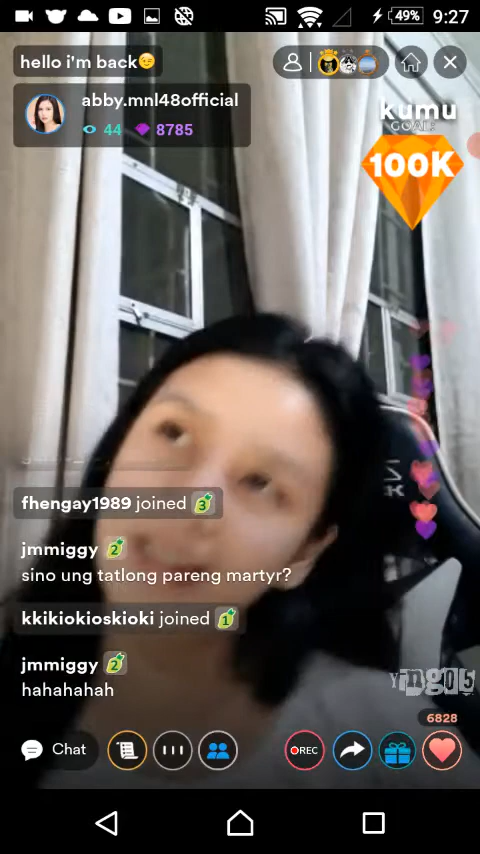 49% 9:27
hello i'm back😉
abby.mnl48official
44 8785
kumu
GOAL!
100K
fhengay1989 joined 3
jmmiggy 2
sino ung tatlong pareng martyr?
kkikiokioskioki joined 1
jmmiggy 2
hahahahah
Yings05
6828
Chat
REC